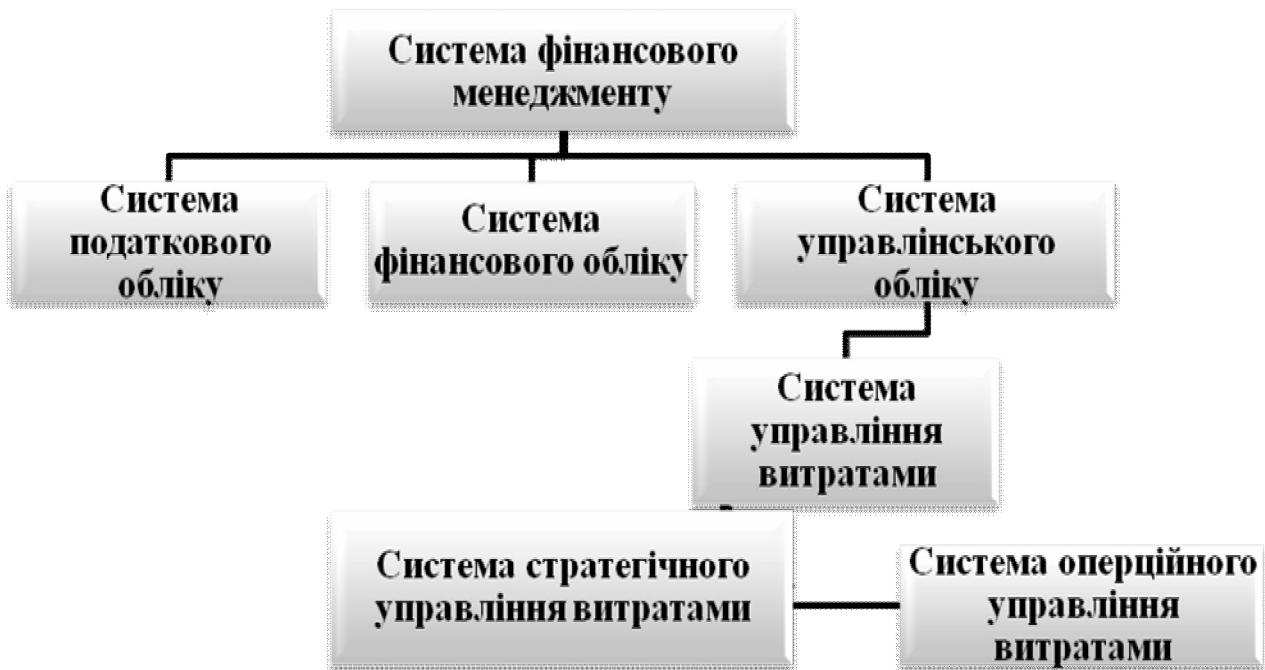 Система фінансового
менеджменту
Система
податкового
обліку
Система
фінансового обліку
Система
управлінського
обліку
Система
управління
витратами
Система стратегічного
управління витратами
Система оперційного
управління
витратами